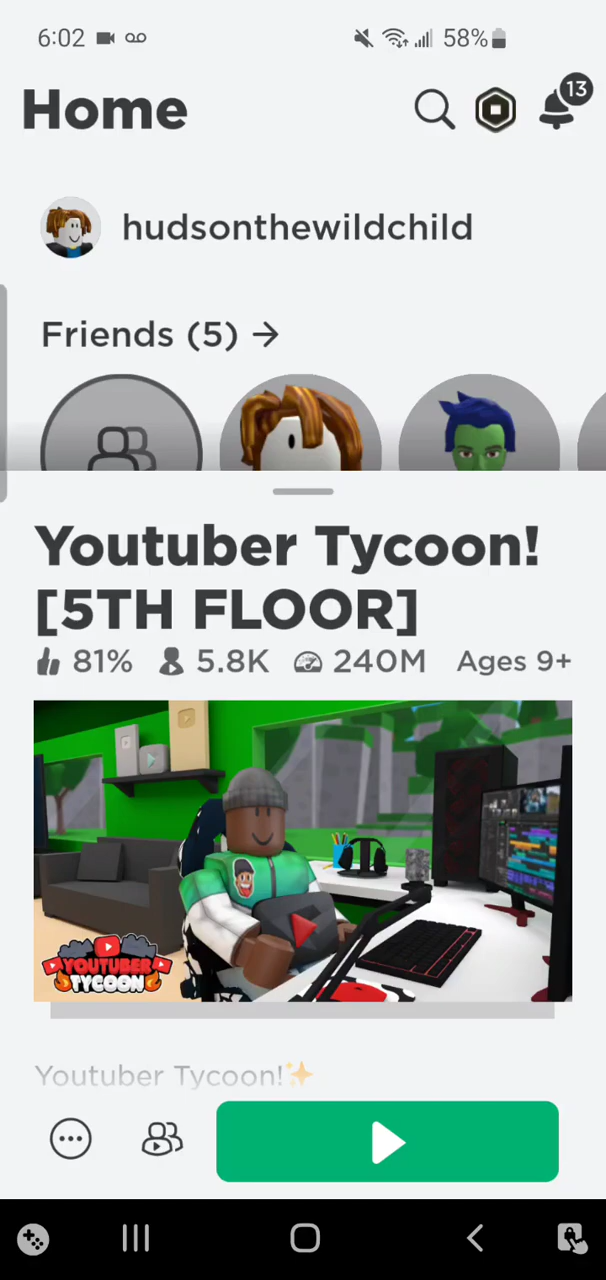 6:02
58%
Home
13
hudsonthewildchild
Friends (5) →
Youtuber Tycoon!
[5TH FLOOR]
81% 5.8K 240M Ages 9+
YOUTUBER
TYCOON
Youtuber Tycoon!✨